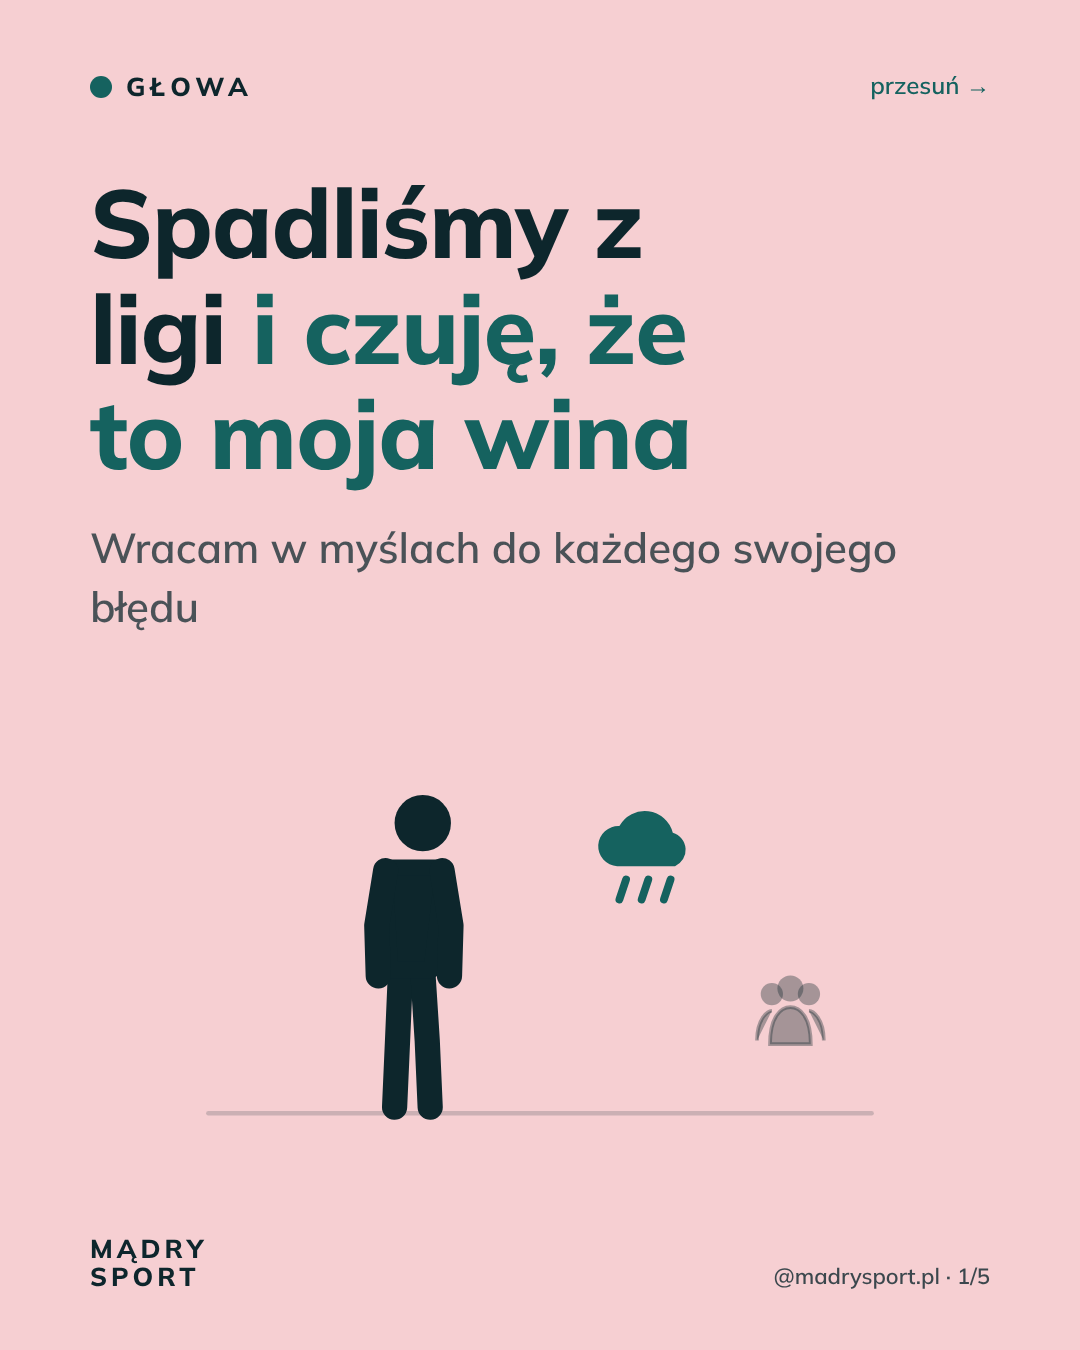 GŁOWA
przesuń →
Spadliśmy z
ligi i czuję, że
to moja wina
Wracam w myślach do każdego swojego
błędu
MĄDRY
SPORT
@madrysport.pl · 1/5